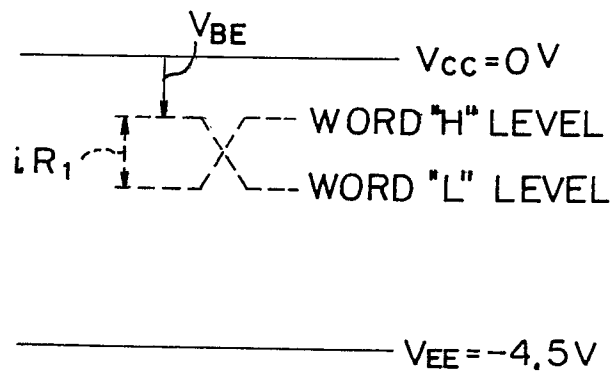 VBE
VCC=0V
WORD "H" LEVEL
iR1
WORD "L" LEVEL
VEE=-4.5V